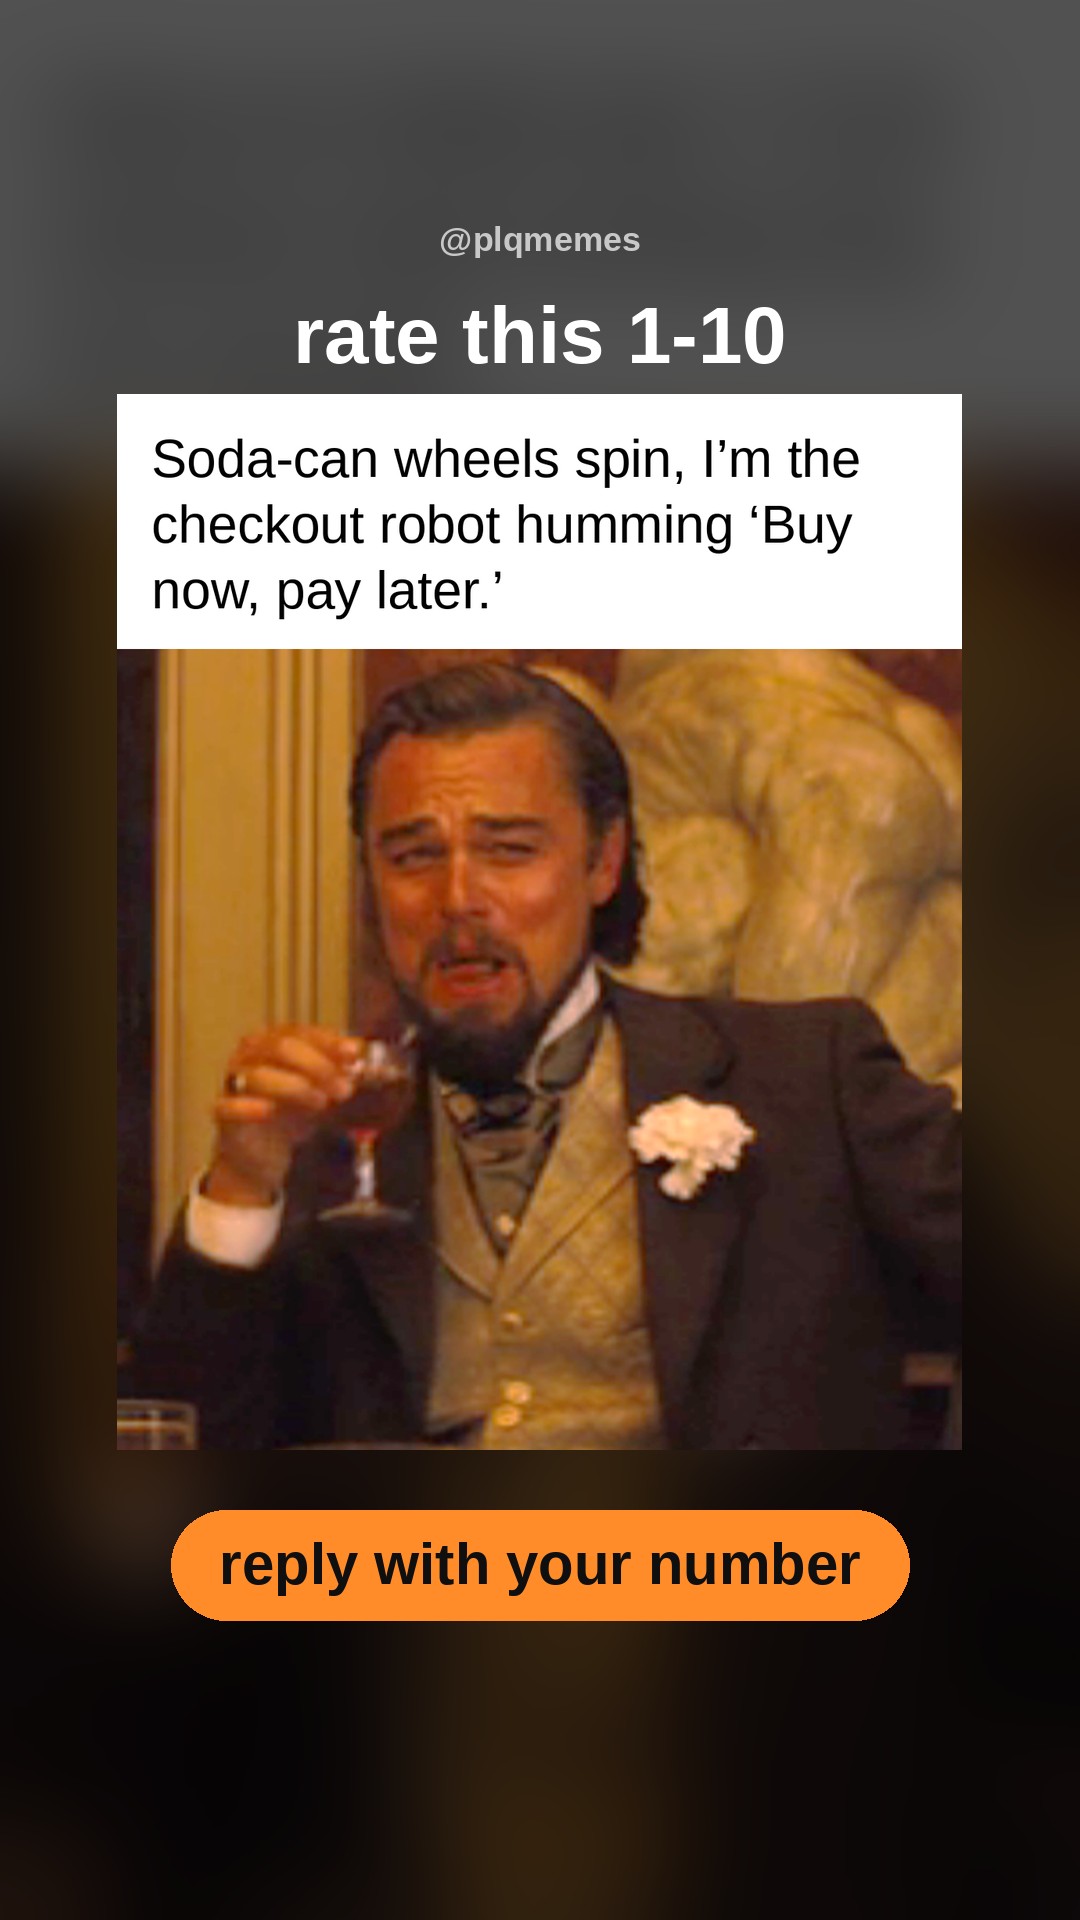 @plqmemes
rate this 1-10
Soda-can wheels spin, I’m the
checkout robot humming ‘Buy
now, pay later.’
reply with your number